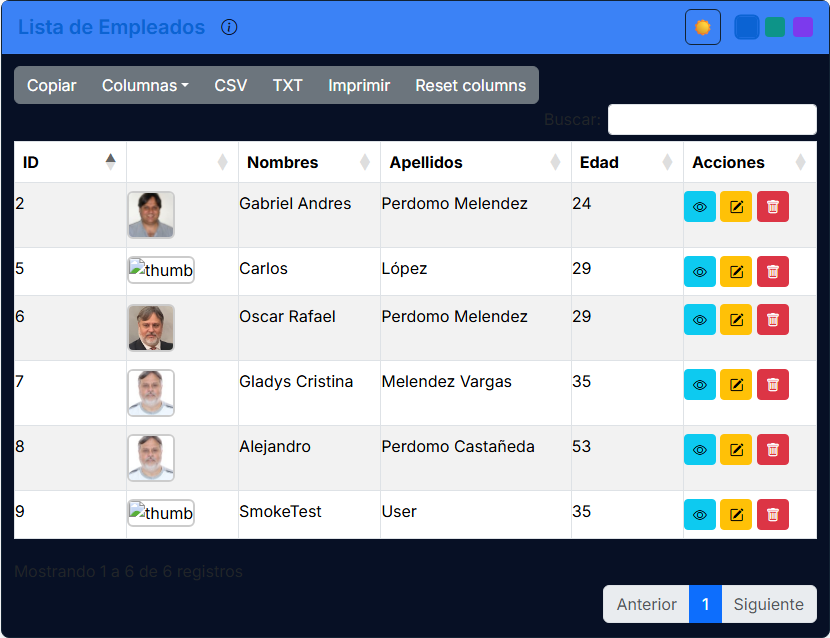 Lista de Empleados
Copiar Columnas CSV TXT Imprimir Reset columns
Buscar:
ID Nombres Apellidos Edad Acciones
2 Gabriel Andres Perdomo Melendez 24
5 thumb Carlos López 29
6 Oscar Rafael Perdomo Melendez 29
7 Gladys Cristina Melendez Vargas 35
8 Alejandro Perdomo Castañeda 53
9 thumb SmokeTest User 35
Mostrando 1 a 6 de 6 registros
Anterior 1 Siguiente